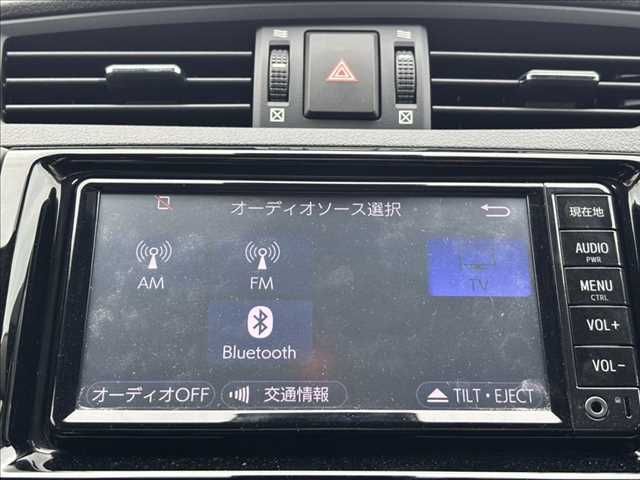 オーディオソース選択
現在地
AM
FM
TV
AUDIO
PWR
MENU
CTRL
Bluetooth
VOL+
VOL-
オーディオOFF
交通情報
TILT・EJECT